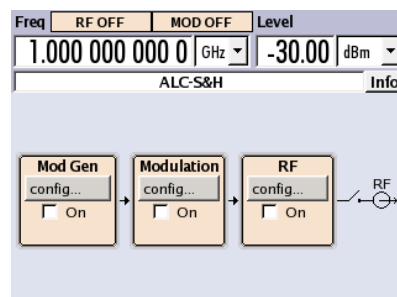 Freq RF OFF MOD OFF Level
1.000 000 000 0 GHz -30.00 dBm
ALC-S&H Info
Mod Gen Modulation RF
config... config... config... RF
On On On